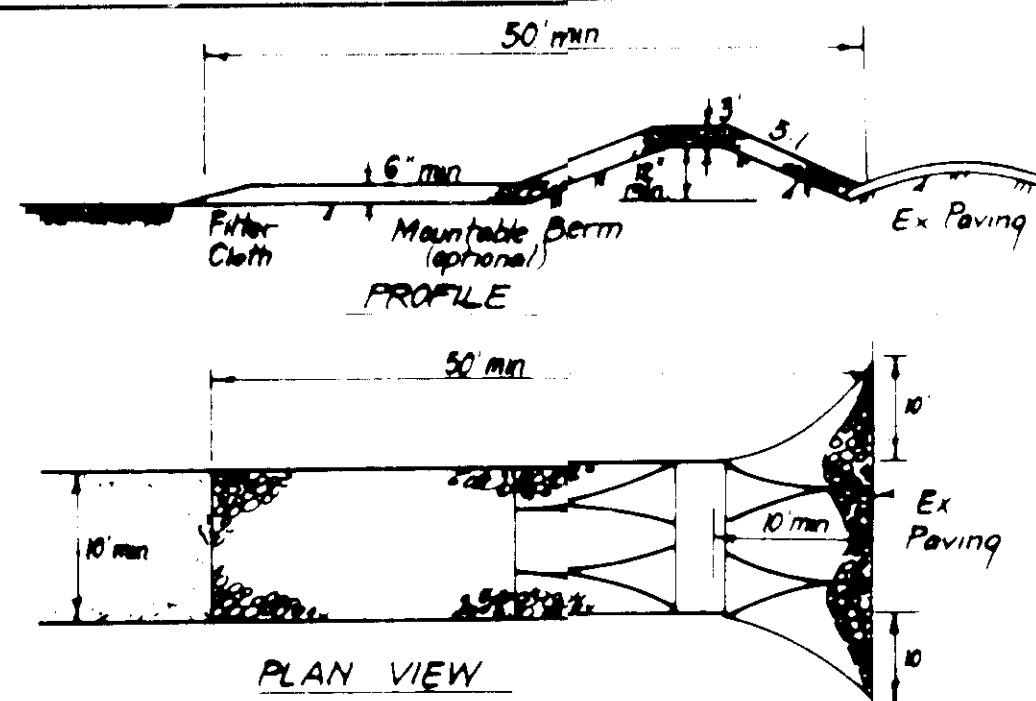 50' min
3'
5:1
6" min
12"
min
Filter
Cloth
Mountable Berm
(optional)
Ex Paving
PROFILE
50' min
10'
10' min
10' min
Ex
Paving
10
PLAN VIEW